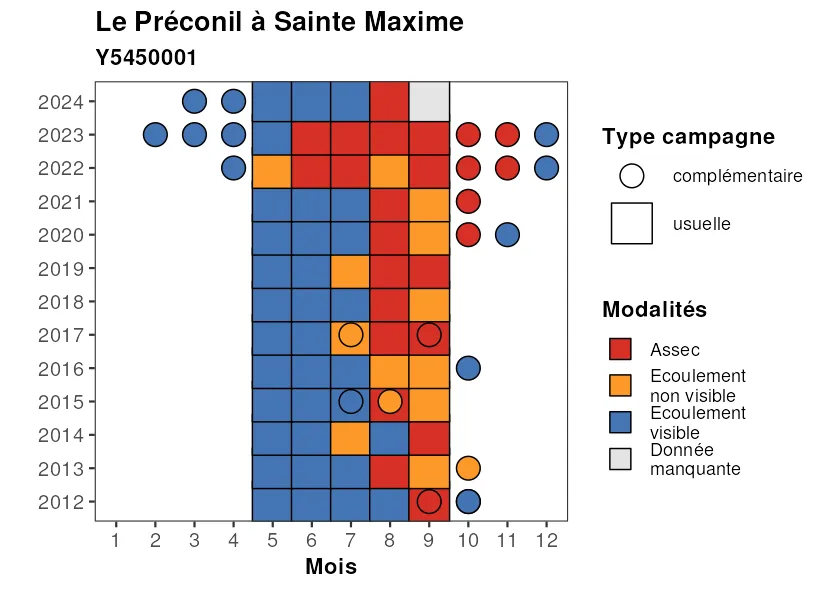 Le Préconil à Sainte Maxime
Y5450001
2024
2023
2022
2021
2020
2019
2018
2017
2016
2015
2014
2013
2012
1 2 3 4 5 6 7 8 9 10 11 12
Mois
Type campagne
complémentaire
usuelle
Modalités
Assec
Ecoulement
non visible
Ecoulement
visible
Donnée
manquante